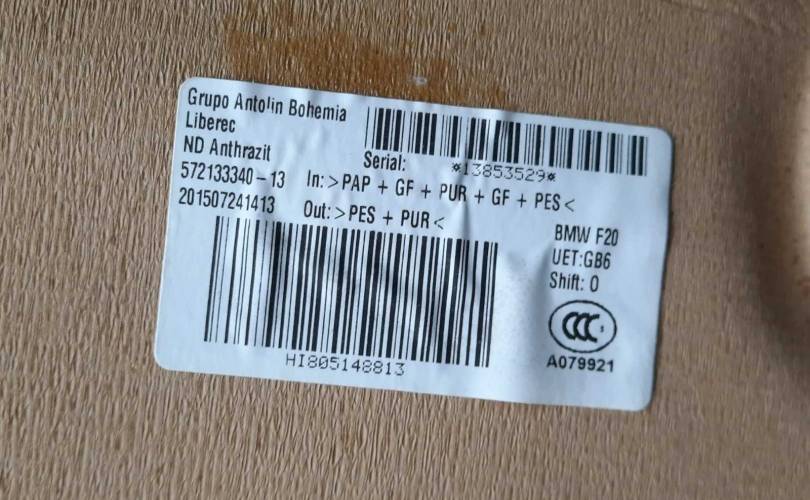 Grupo Antolin Bohemia
Liberec
ND Anthrazit
Serial: *13853529*
572133340-13 In:>PAP + GF + PUR + GF + PES<
201507241413 Out:>PES + PUR<
BMW F20
UET:GB6
Shift: 0
CCC
A079921
HI805148813